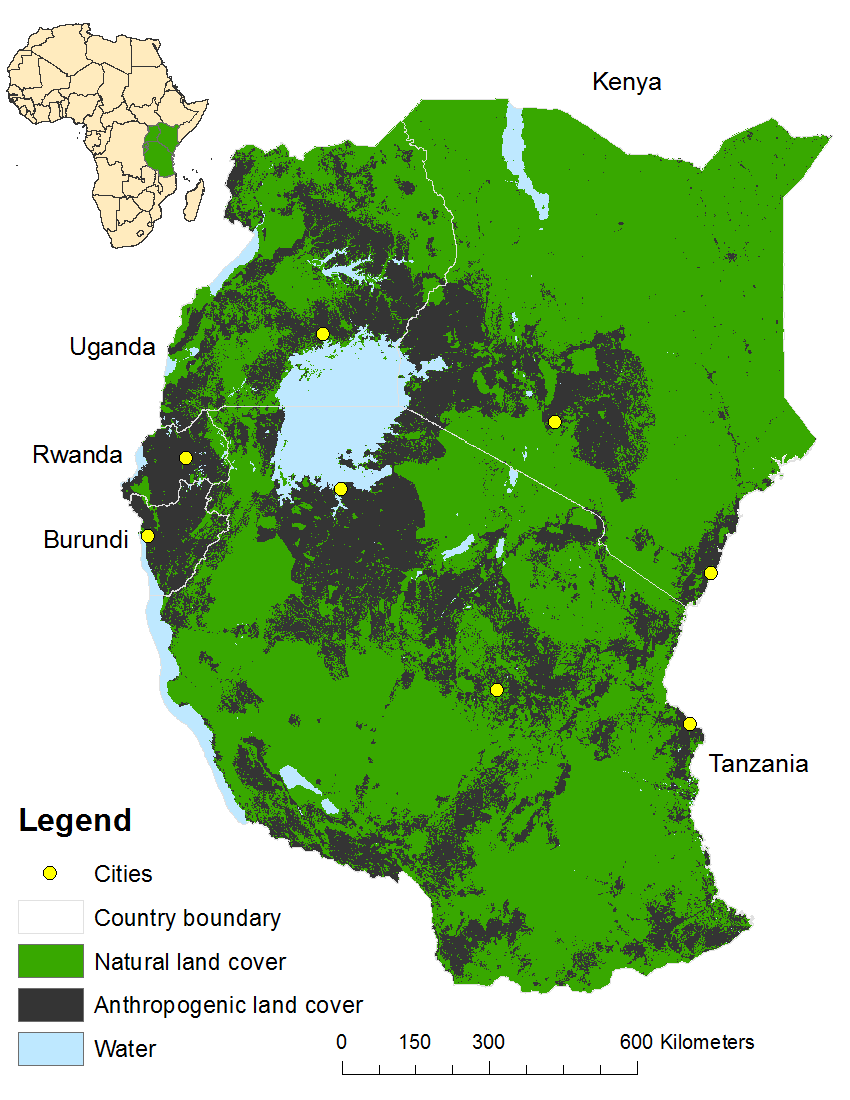 Kenya
Uganda
Rwanda
Burundi
Tanzania
Legend
Cities
Country boundary
Natural land cover
Anthropogenic land cover
Water
0 150 300 600 Kilometers